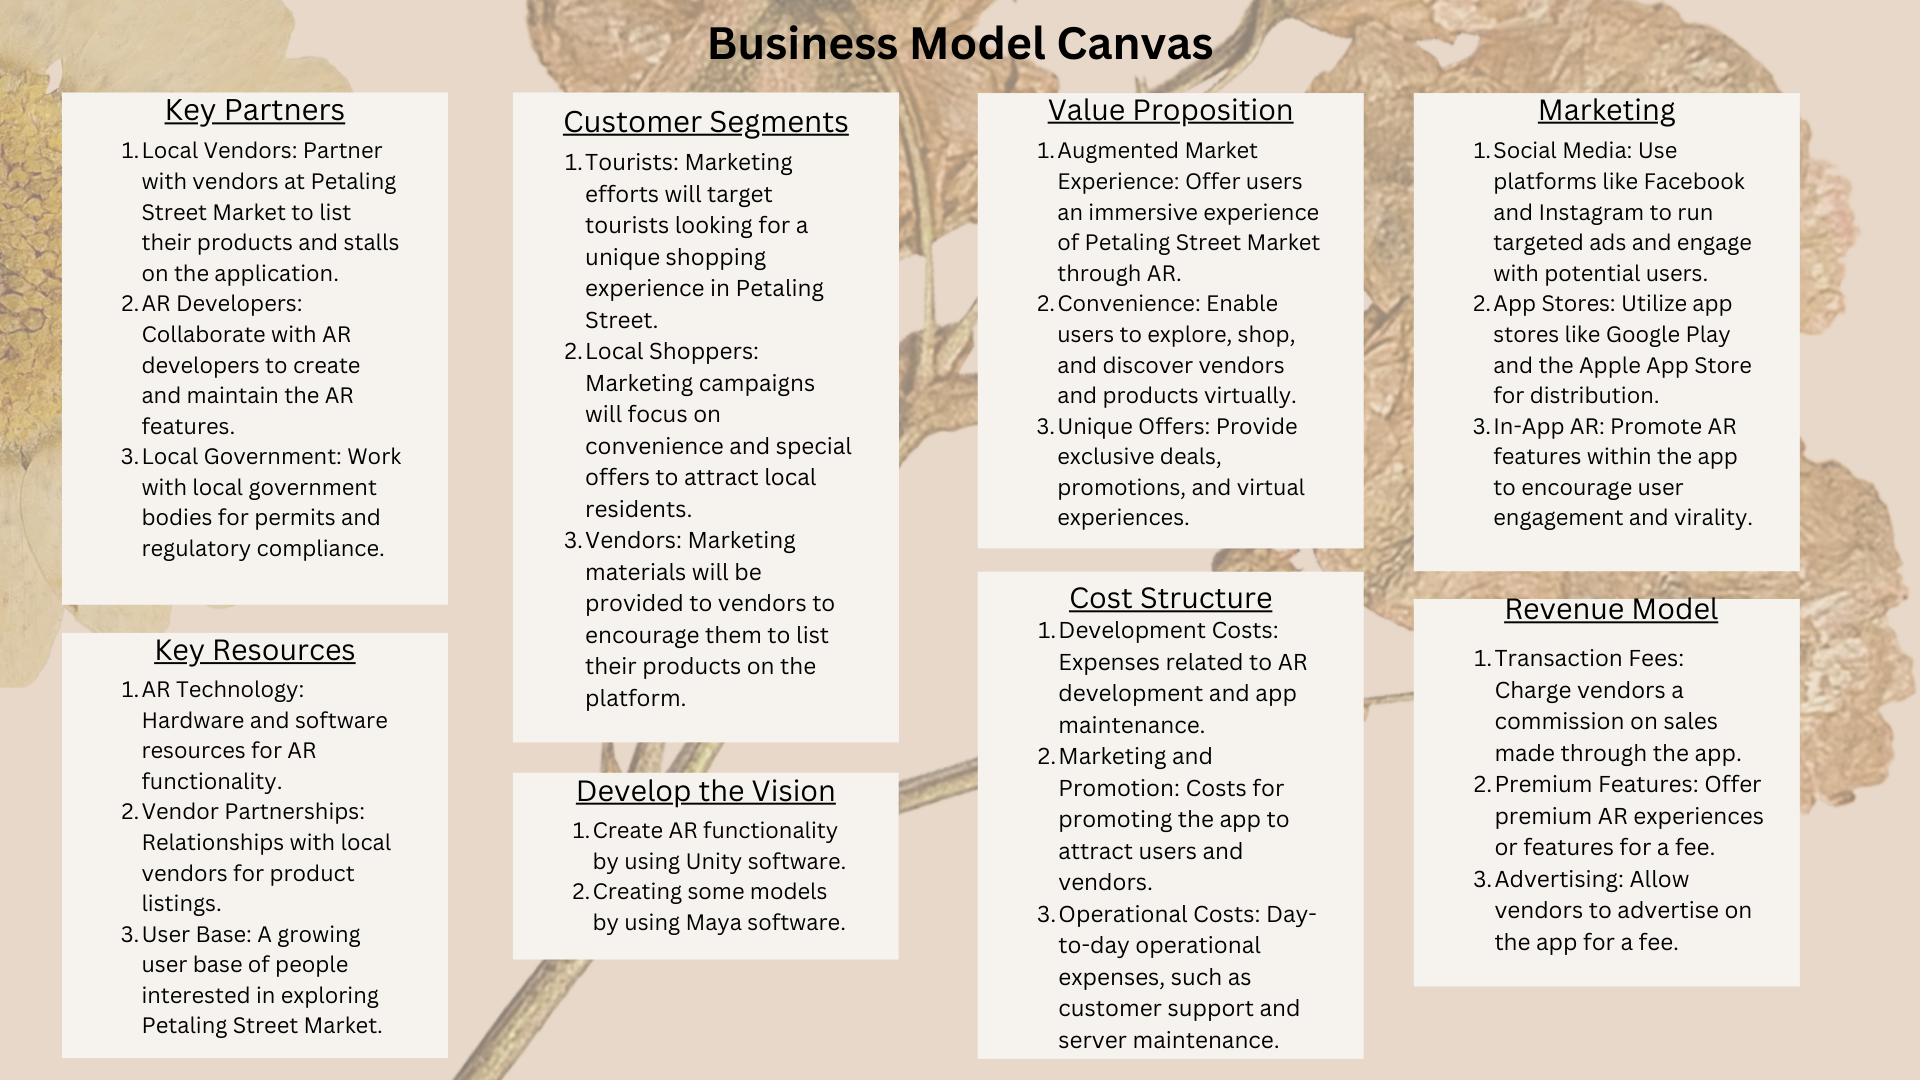 Business Model Canvas
Key Partners
1. Local Vendors: Partner
with vendors at Petaling
Street Market to list
their products and stalls
on the application.
2. AR Developers:
Collaborate with AR
developers to create
and maintain the AR
features.
3. Local Government: Work
with local government
bodies for permits and
regulatory compliance.
Key Resources
1. AR Technology:
Hardware and software
resources for AR
functionality.
2. Vendor Partnerships:
Relationships with local
vendors for product
listings.
3. User Base: A growing
user base of people
interested in exploring
Petaling Street Market.
Customer Segments
1. Tourists: Marketing
efforts will target
tourists looking for a
unique shopping
experience in Petaling
Street.
2. Local Shoppers:
Marketing campaigns
will focus on
convenience and special
offers to attract local
residents.
3. Vendors: Marketing
materials will be
provided to vendors to
encourage them to list
their products on the
platform.
Develop the Vision
1. Create AR functionality
by using Unity software.
2. Creating some models
by using Maya software.
Value Proposition
1. Augmented Market
Experience: Offer users
an immersive experience
of Petaling Street Market
through AR.
2. Convenience: Enable
users to explore, shop,
and discover vendors
and products virtually.
3. Unique Offers: Provide
exclusive deals,
promotions, and virtual
experiences.
Cost Structure
1. Development Costs:
Expenses related to AR
development and app
maintenance.
2. Marketing and
Promotion: Costs for
promoting the app to
attract users and
vendors.
3. Operational Costs: Day-
to-day operational
expenses, such as
customer support and
server maintenance.
Marketing
1. Social Media: Use
platforms like Facebook
and Instagram to run
targeted ads and engage
with potential users.
2. App Stores: Utilize app
stores like Google Play
and the Apple App Store
for distribution.
3. In-App AR: Promote AR
features within the app
to encourage user
engagement and virality.
Revenue Model
1. Transaction Fees:
Charge vendors a
commission on sales
made through the app.
2. Premium Features: Offer
premium AR experiences
or features for a fee.
3. Advertising: Allow
vendors to advertise on
the app for a fee.